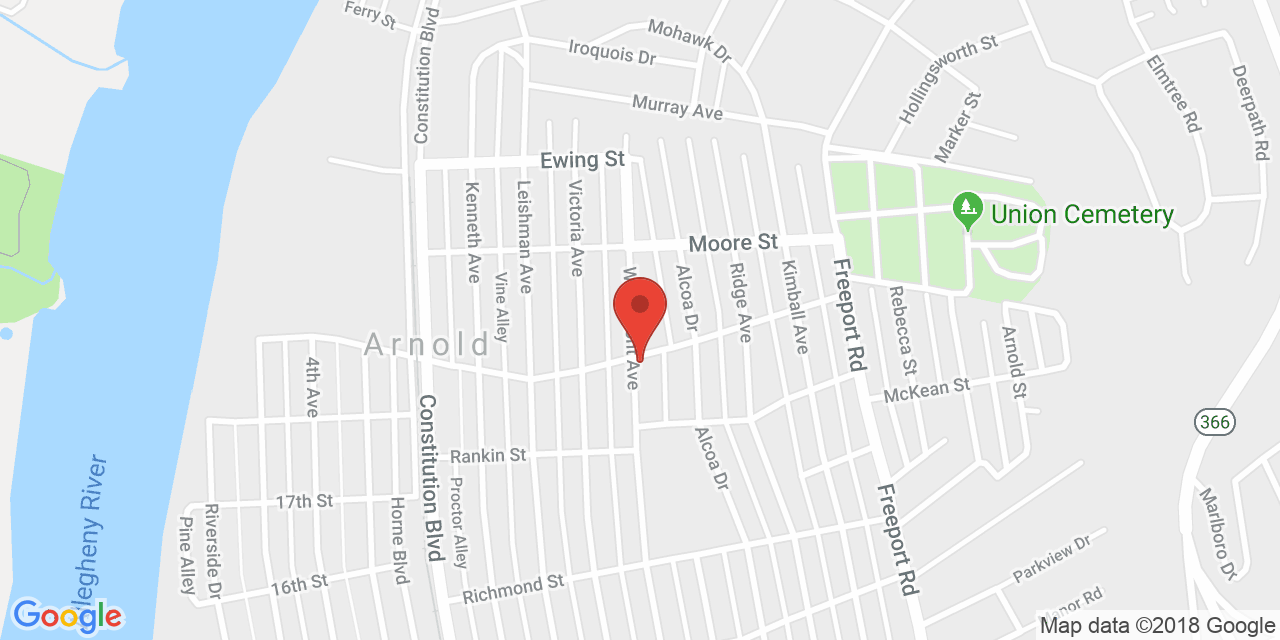 Ferry St
Constitution Blvd
Iroquois Dr
Mohawk Dr
Hollingsworth St
Elmtree Rd
Deerpath Rd
Murray Ave
Marker St
Ewing St
Kenneth Ave
Leishman Ave
Victoria Ave
Union Cemetery
Moore St
Vine Alley
Alcoa Dr
Ridge Ave
Kimball Ave
Freeport Rd
Rebecca St
Arnold St
Arnold
4th Ave
Ave
McKean St
366
Constitution Blvd
Rankin St
Alcoa Dr
17th St
Riverside Dr
Pine Alley
Horne Blvd
Proctor Alley
Freeport Rd
Marlboro Dr
16th St
Richmond St
Parkview Dr
Manor Rd
River
Google
Map data ©2018 Google